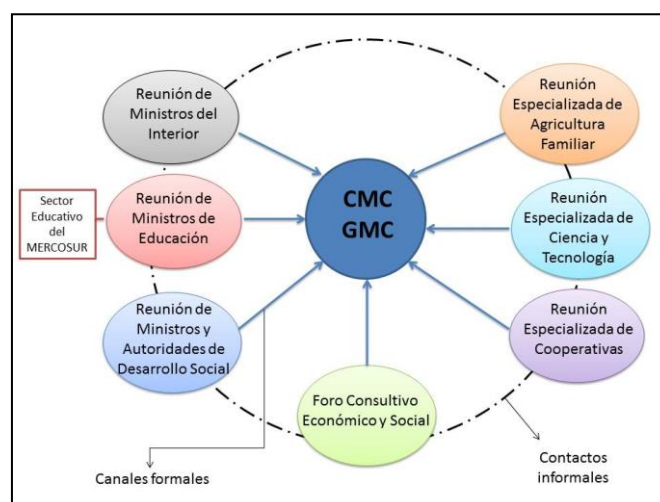 Reunión de
Ministros del
Interior
Reunión
Especializada de
Agricultura
Familiar
CMC
GMC
Sector
Educativo
del
MERCOSUR
Reunión de
Ministros de
Educación
Reunión
Especializada de
Ciencia y
Tecnología
Reunión de
Ministros y
Autoridades de
Desarrollo Social
Reunión
Especializada de
Cooperativas
Foro Consultivo
Económico y Social
Canales formales
Contactos
informales